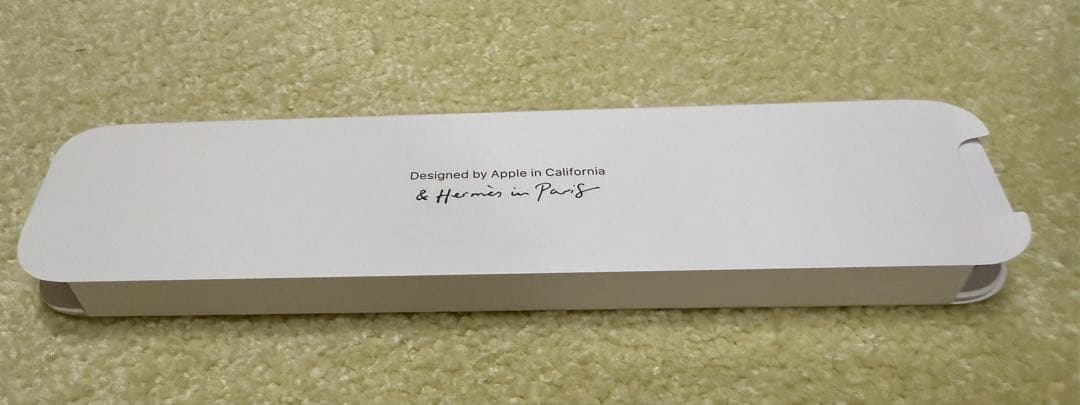 Designed by Apple in California
& Hermès in Paris